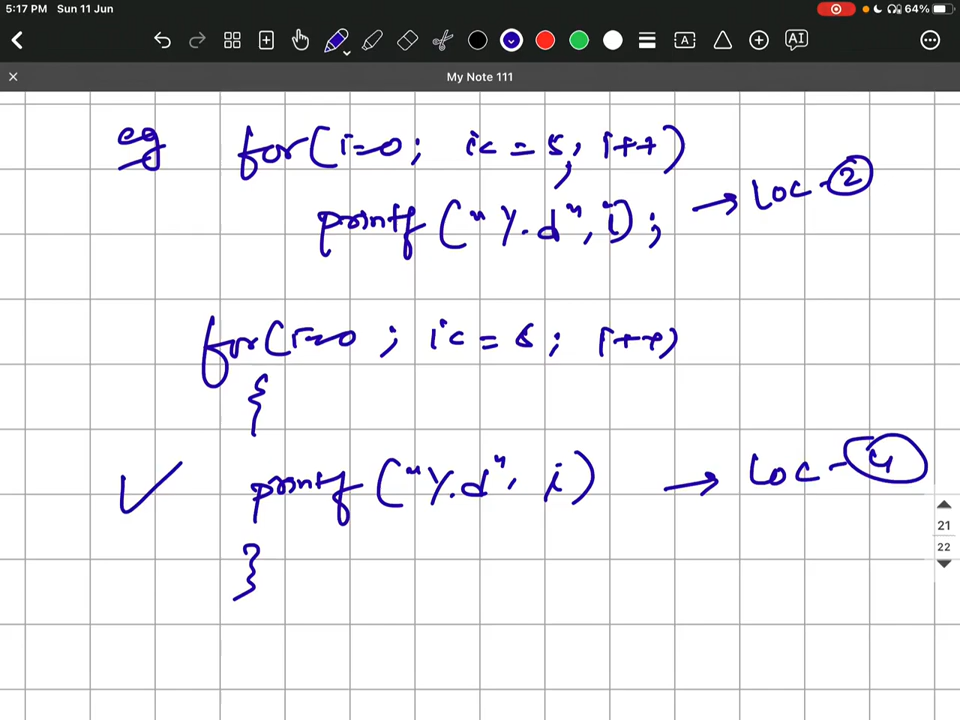 5:17 PM Sun 11 Jun 64%
A AI
My Note 111
eg for(i=0; i<=5; i++)
printf("%d", i); → Loc-2
for(i=0; i<=5; i++)
{
printf("%d", i) → Loc-4
}
21
22